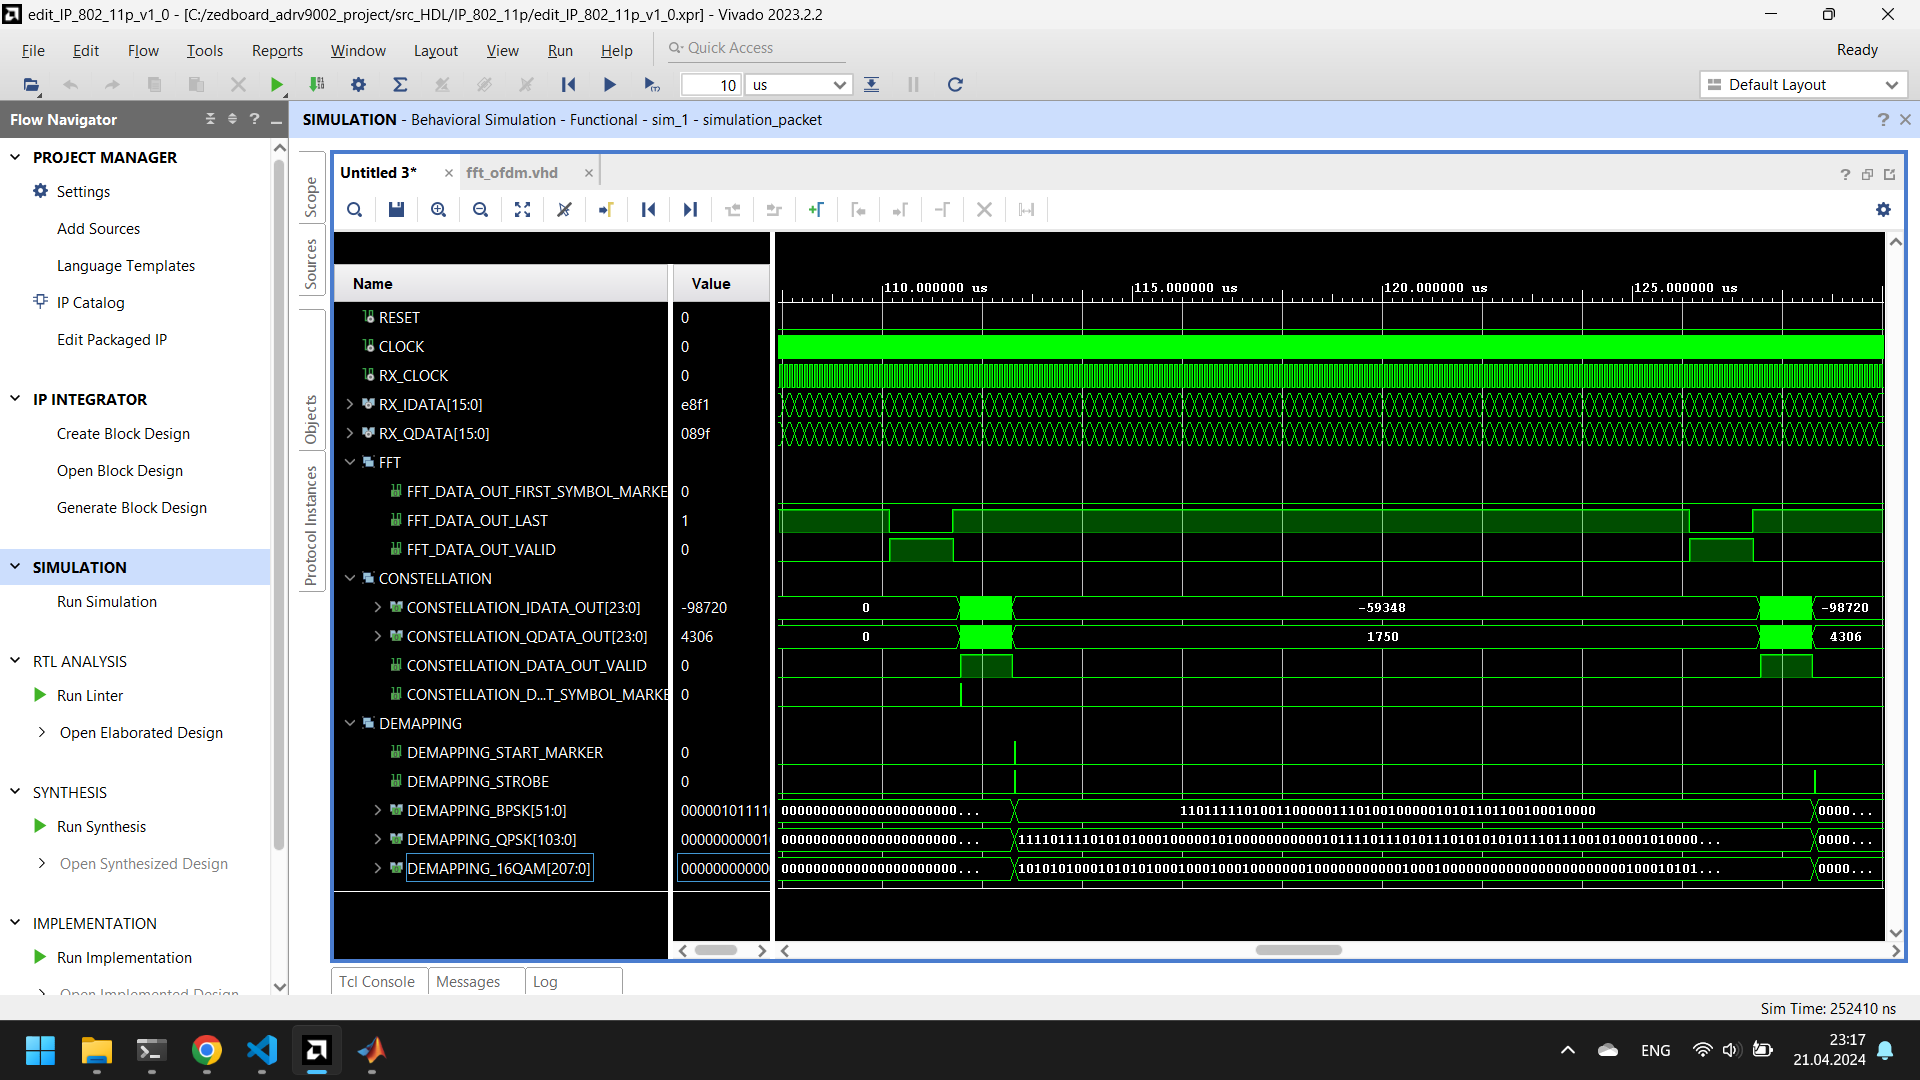 edit_IP_802_11p_v1_0 - [C:/zedboard_adrv9002_project/src_HDL/IP_802_11p/edit_IP_802_11p_v1_0.xpr] - Vivado 2023.2.2
File Edit Flow Tools Reports Window Layout View Run Help Quick Access Ready
10 us Default Layout
Flow Navigator
SIMULATION - Behavioral Simulation - Functional - sim_1 - simulation_packet
PROJECT MANAGER
Settings
Add Sources
Language Templates
IP Catalog
Edit Packaged IP
IP INTEGRATOR
Create Block Design
Open Block Design
Generate Block Design
SIMULATION
Run Simulation
RTL ANALYSIS
Run Linter
Open Elaborated Design
SYNTHESIS
Run Synthesis
Open Synthesized Design
IMPLEMENTATION
Run Implementation
Open Implemented Design
Scope
Sources
Objects
Protocol Instances
Untitled 3* fft_ofdm.vhd
Name Value
110.000000 us 115.000000 us 120.000000 us 125.000000 us
RESET 0
CLOCK 0
RX_CLOCK 0
RX_IDATA[15:0] e8f1
RX_QDATA[15:0] 089f
FFT
FFT_DATA_OUT_FIRST_SYMBOL_MARKE 0
FFT_DATA_OUT_LAST 1
FFT_DATA_OUT_VALID 0
CONSTELLATION
CONSTELLATION_IDATA_OUT[23:0] -98720 0 -59348 -98720
CONSTELLATION_QDATA_OUT[23:0] 4306 0 1750 4306
CONSTELLATION_DATA_OUT_VALID 0
CONSTELLATION_D...T_SYMBOL_MARKE 0
DEMAPPING
DEMAPPING_START_MARKER 0
DEMAPPING_STROBE 0
DEMAPPING_BPSK[51:0] 00000101111 0000000000000000000000... 1101111101001100000111010010000010101101100100010000 0000...
DEMAPPING_QPSK[103:0] 00000000001 0000000000000000000000... 0000...
DEMAPPING_16QAM[207:0] 00000000000 0000000000000000000000... 0000...
Tcl Console Messages Log
Sim Time: 252410 ns
ENG
23:17
21.04.2024